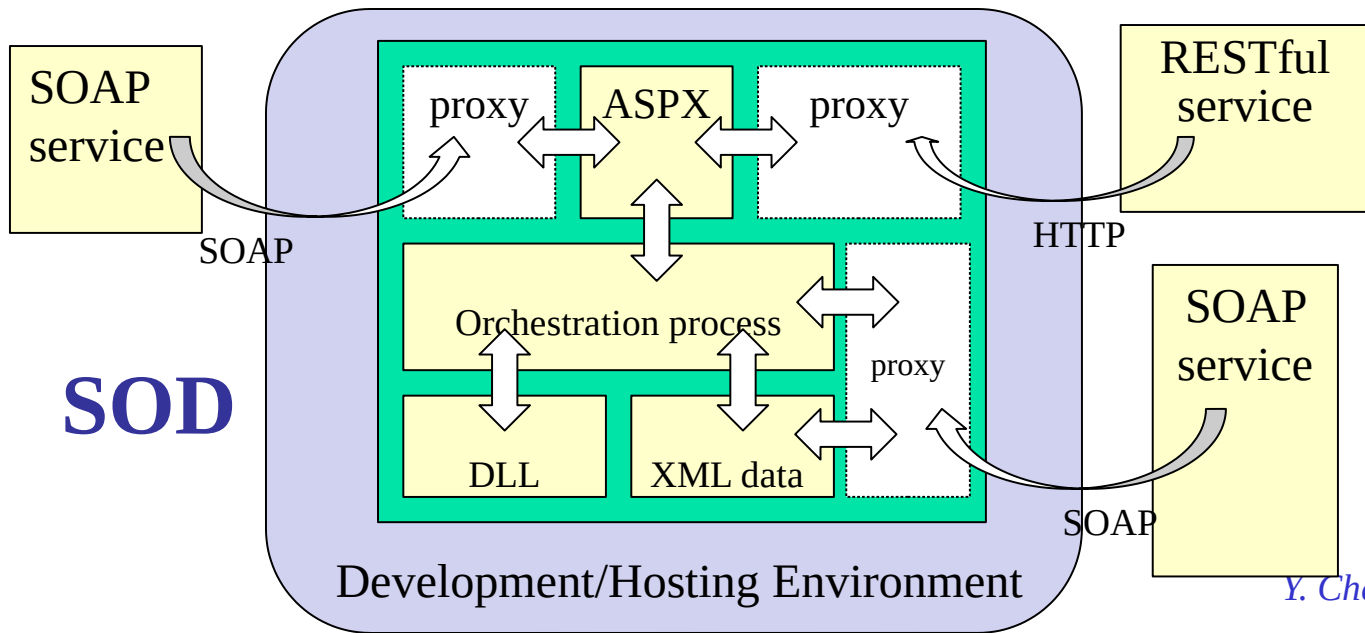 SOAP
service
proxy
ASPX
proxy
RESTful
service
SOAP
HTTP
Orchestration process
proxy
SOAP
service
SOD
DLL
XML data
SOAP
Development/Hosting Environment
Y.